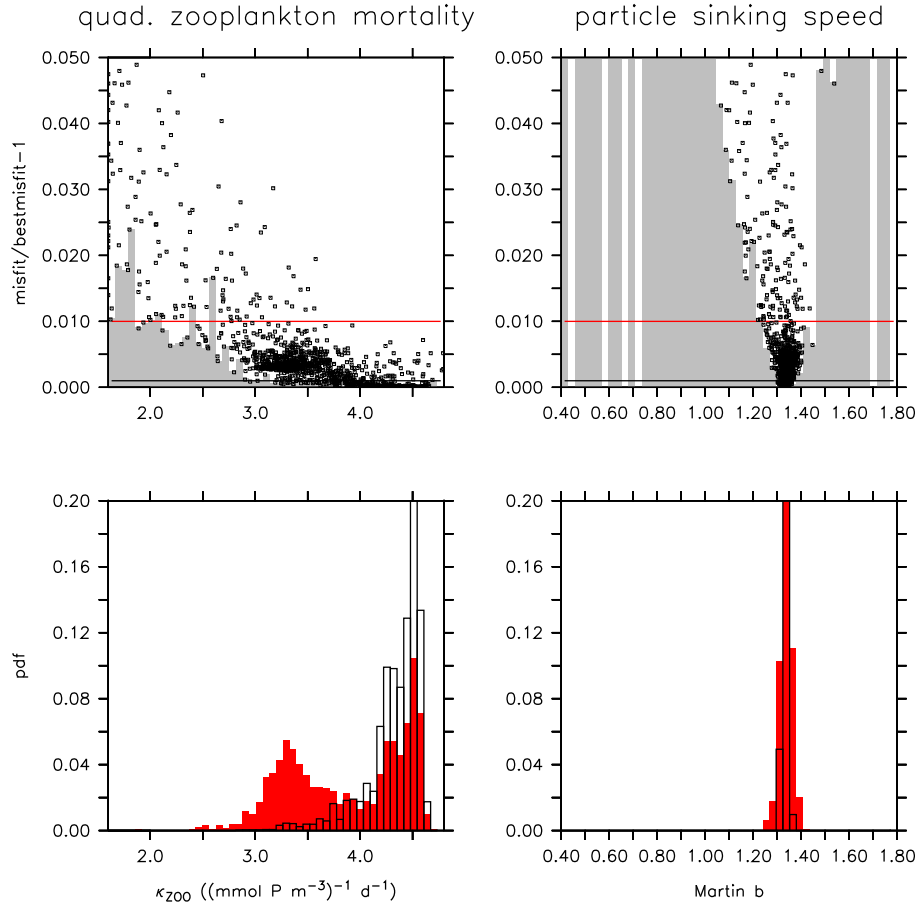 quad. zooplankton mortality
particle sinking speed
misfit/bestmisfit-1
0.050
0.040
0.030
0.020
0.010
0.000
2.0 3.0 4.0
0.050
0.040
0.030
0.020
0.010
0.000
0.40 0.60 0.80 1.00 1.20 1.40 1.60 1.80
pdf
0.20
0.16
0.12
0.08
0.04
0.00
2.0 3.0 4.0
κZOO ((mmol P m−3)−1 d−1)
0.20
0.16
0.12
0.08
0.04
0.00
0.40 0.60 0.80 1.00 1.20 1.40 1.60 1.80
Martin b